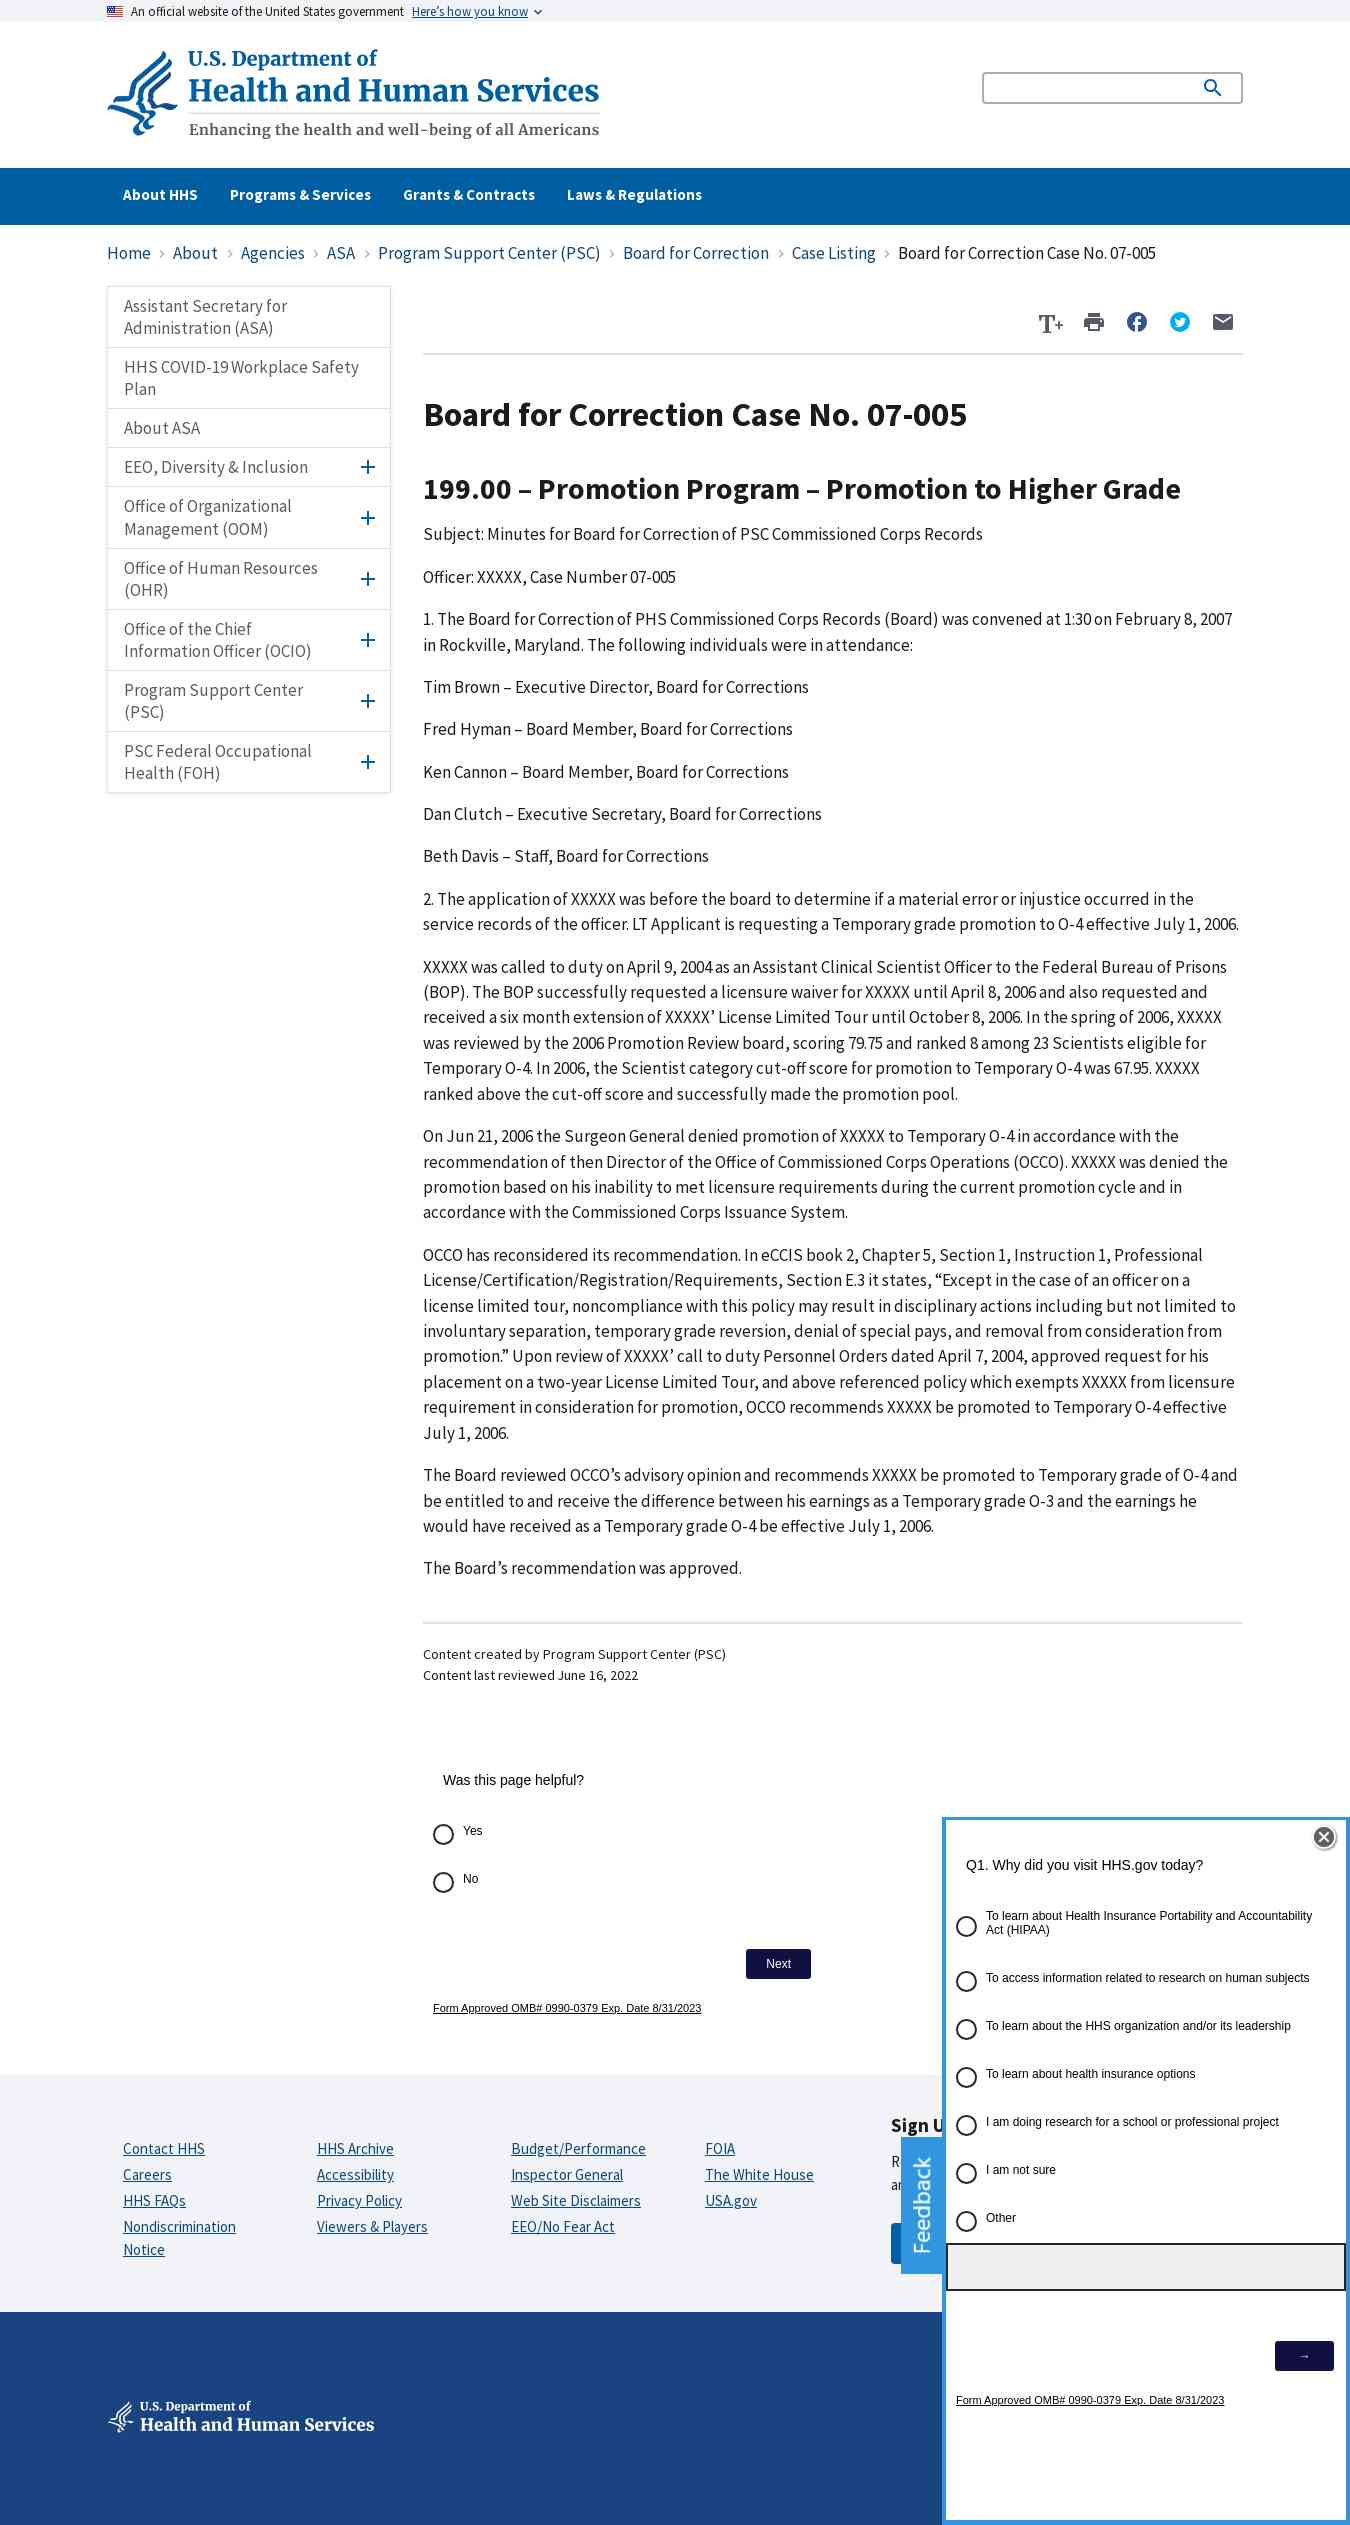 An official website of the United States government Here’s how you know
U.S. Department of
Health and Human Services
Enhancing the health and well-being of all Americans
About HHS Programs & Services Grants & Contracts Laws & Regulations
Home › About › Agencies › ASA › Program Support Center (PSC) › Board for Correction › Case Listing › Board for Correction Case No. 07-005
Assistant Secretary for
Administration (ASA)
HHS COVID-19 Workplace Safety
Plan
About ASA
EEO, Diversity & Inclusion +
Office of Organizational
Management (OOM) +
Office of Human Resources
(OHR) +
Office of the Chief
Information Officer (OCIO) +
Program Support Center
(PSC) +
PSC Federal Occupational
Health (FOH) +
T+
Board for Correction Case No. 07-005
199.00 – Promotion Program – Promotion to Higher Grade
Subject: Minutes for Board for Correction of PSC Commissioned Corps Records
Officer: XXXXX, Case Number 07-005
1. The Board for Correction of PHS Commissioned Corps Records (Board) was convened at 1:30 on February 8, 2007
in Rockville, Maryland. The following individuals were in attendance:
Tim Brown – Executive Director, Board for Corrections
Fred Hyman – Board Member, Board for Corrections
Ken Cannon – Board Member, Board for Corrections
Dan Clutch – Executive Secretary, Board for Corrections
Beth Davis – Staff, Board for Corrections
2. The application of XXXXX was before the board to determine if a material error or injustice occurred in the
service records of the officer. LT Applicant is requesting a Temporary grade promotion to O-4 effective July 1, 2006.
XXXXX was called to duty on April 9, 2004 as an Assistant Clinical Scientist Officer to the Federal Bureau of Prisons
(BOP). The BOP successfully requested a licensure waiver for XXXXX until April 8, 2006 and also requested and
received a six month extension of XXXXX’ License Limited Tour until October 8, 2006. In the spring of 2006, XXXXX
was reviewed by the 2006 Promotion Review board, scoring 79.75 and ranked 8 among 23 Scientists eligible for
Temporary O-4. In 2006, the Scientist category cut-off score for promotion to Temporary O-4 was 67.95. XXXXX
ranked above the cut-off score and successfully made the promotion pool.
On Jun 21, 2006 the Surgeon General denied promotion of XXXXX to Temporary O-4 in accordance with the
recommendation of then Director of the Office of Commissioned Corps Operations (OCCO). XXXXX was denied the
promotion based on his inability to met licensure requirements during the current promotion cycle and in
accordance with the Commissioned Corps Issuance System.
OCCO has reconsidered its recommendation. In eCCIS book 2, Chapter 5, Section 1, Instruction 1, Professional
License/Certification/Registration/Requirements, Section E.3 it states, “Except in the case of an officer on a
license limited tour, noncompliance with this policy may result in disciplinary actions including but not limited to
involuntary separation, temporary grade reversion, denial of special pays, and removal from consideration from
promotion.” Upon review of XXXXX’ call to duty Personnel Orders dated April 7, 2004, approved request for his
placement on a two-year License Limited Tour, and above referenced policy which exempts XXXXX from licensure
requirement in consideration for promotion, OCCO recommends XXXXX be promoted to Temporary O-4 effective
July 1, 2006.
The Board reviewed OCCO’s advisory opinion and recommends XXXXX be promoted to Temporary grade of O-4 and
be entitled to and receive the difference between his earnings as a Temporary grade O-3 and the earnings he
would have received as a Temporary grade O-4 be effective July 1, 2006.
The Board’s recommendation was approved.
Content created by Program Support Center (PSC)
Content last reviewed June 16, 2022
Was this page helpful?
Yes
No
Next
Form Approved OMB# 0990-0379 Exp. Date 8/31/2023
Q1. Why did you visit HHS.gov today?
To learn about Health Insurance Portability and Accountability
Act (HIPAA)
To access information related to research on human subjects
To learn about the HHS organization and/or its leadership
To learn about health insurance options
I am doing research for a school or professional project
I am not sure
Other
→
Form Approved OMB# 0990-0379 Exp. Date 8/31/2023
Feedback
Contact HHS
Careers
HHS FAQs
Nondiscrimination
Notice
HHS Archive
Accessibility
Privacy Policy
Viewers & Players
Budget/Performance
Inspector General
Web Site Disclaimers
EEO/No Fear Act
FOIA
The White House
USA.gov
Sign
U.S. Department of
Health and Human Services